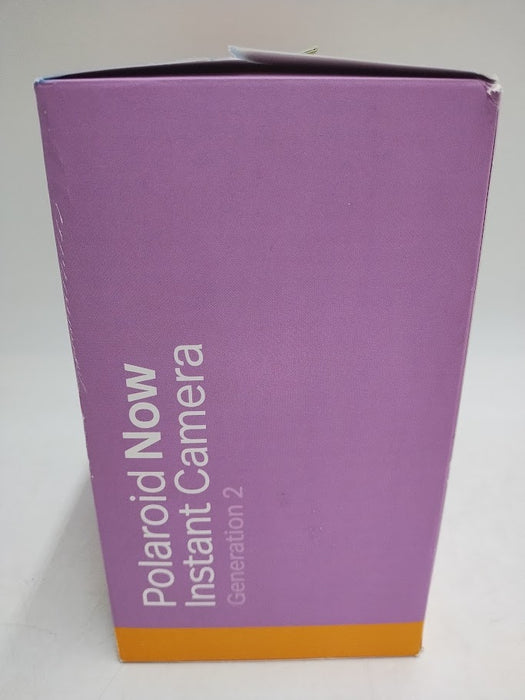 Polaroid Now
Instant Camera
Generation 2